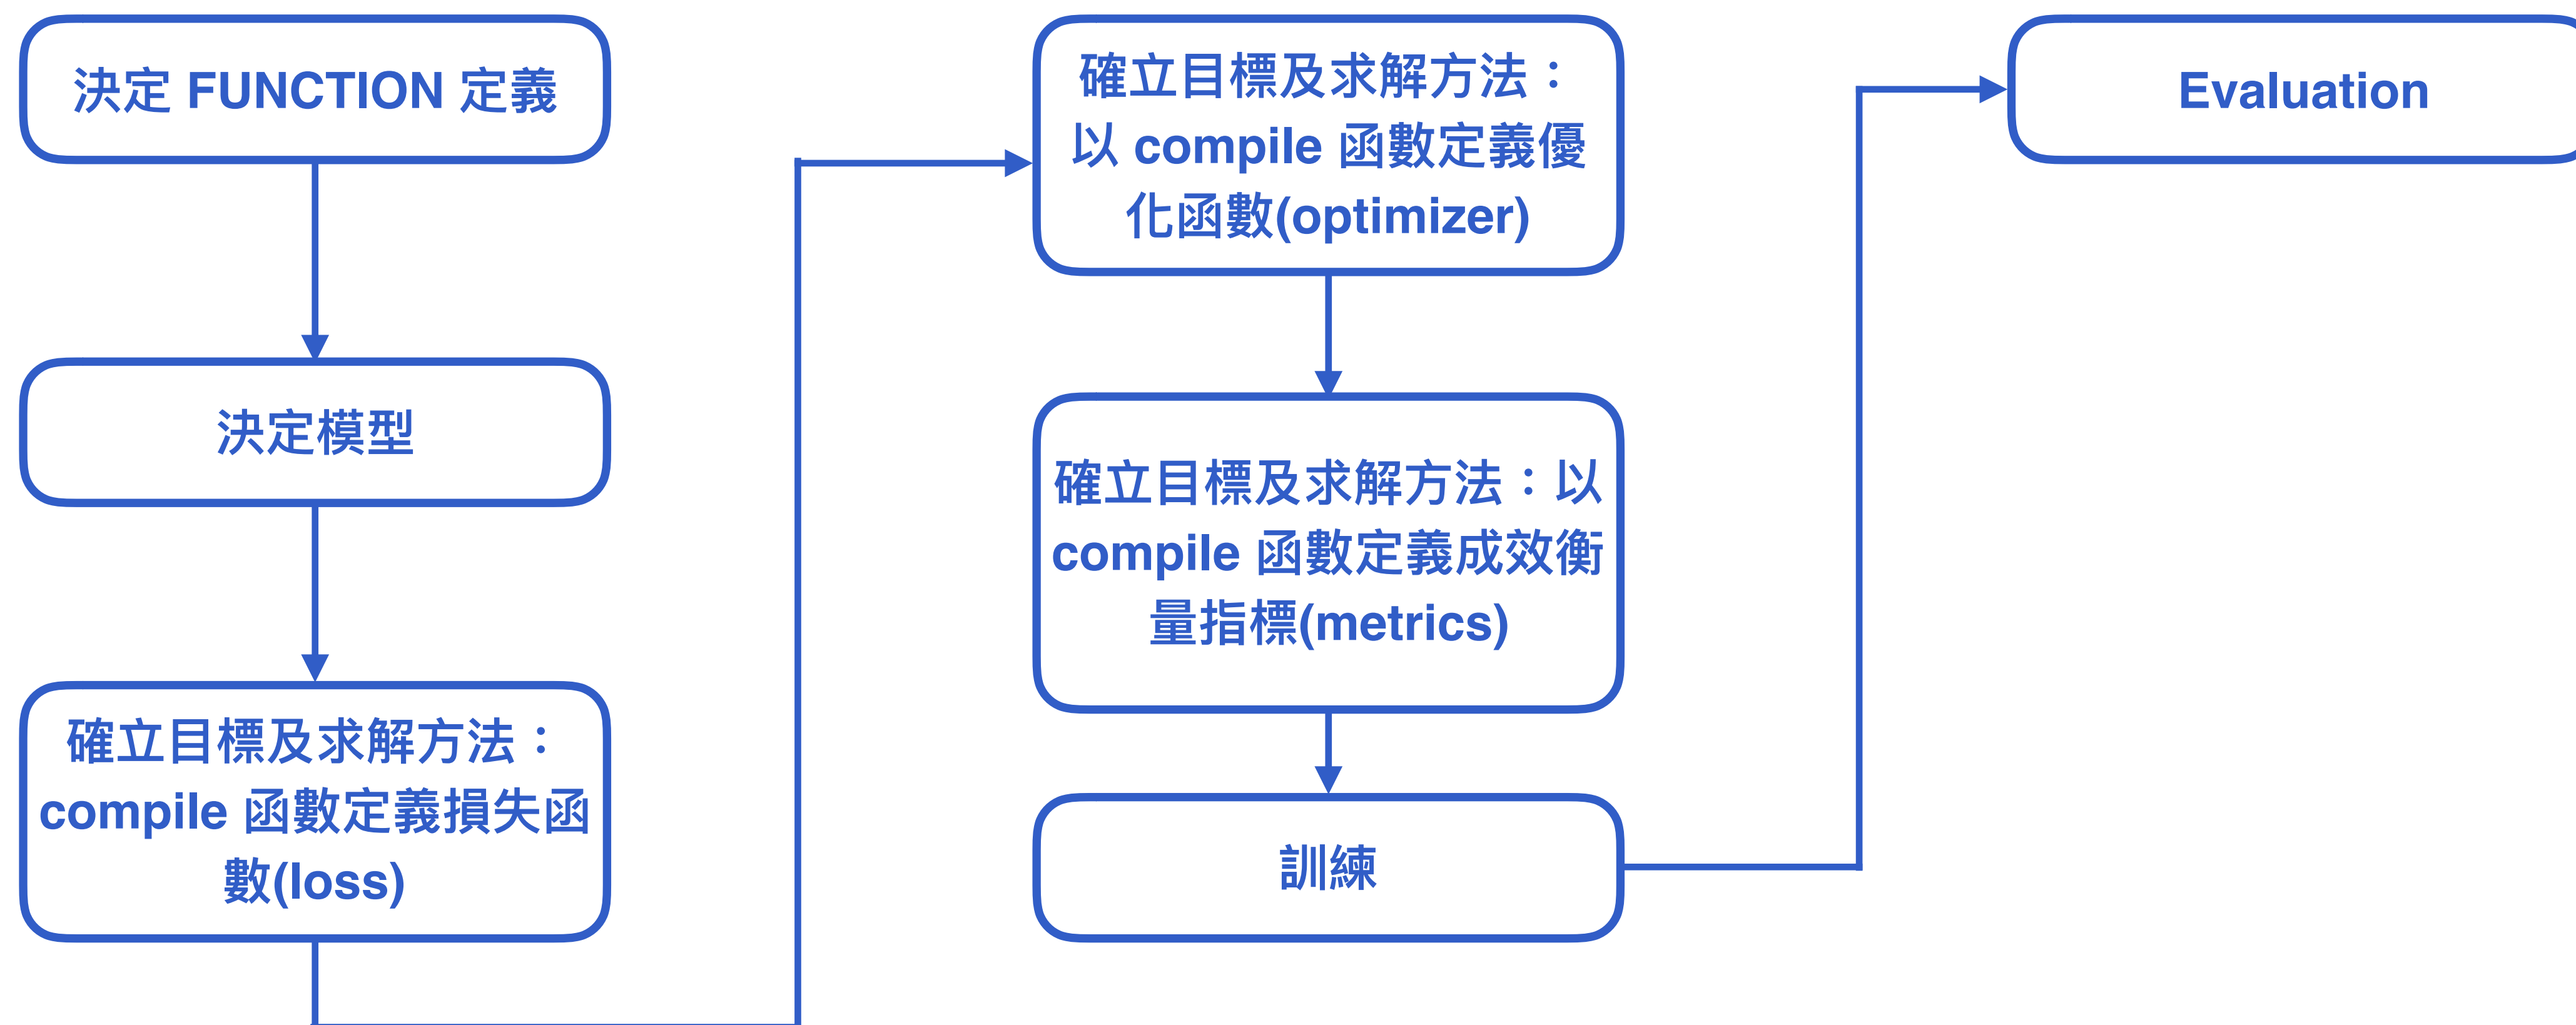 決定 FUNCTION 定義
決定模型
確立目標及求解方法：
compile 函數定義損失函
數(loss)
確立目標及求解方法：
以 compile 函數定義優
化函數(optimizer)
確立目標及求解方法：以
compile 函數定義成效衡
量指標(metrics)
訓練
Evaluation